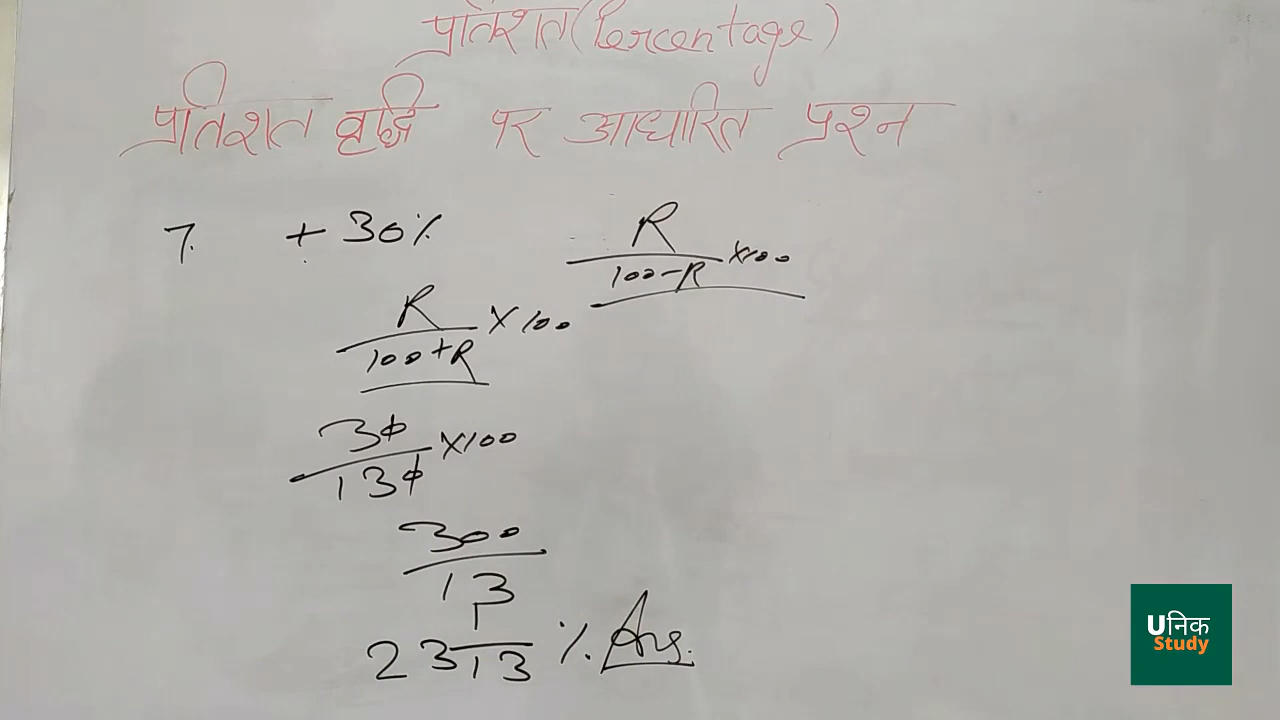 प्रतिशत (Percentage)
प्रतिशत वृद्धि पर आधारित प्रश्न
7. +30%
R/100-R ×100
R/100+R ×100
30/130 ×100
300/13
23 1/13 % Ans.
Uनिक
Study